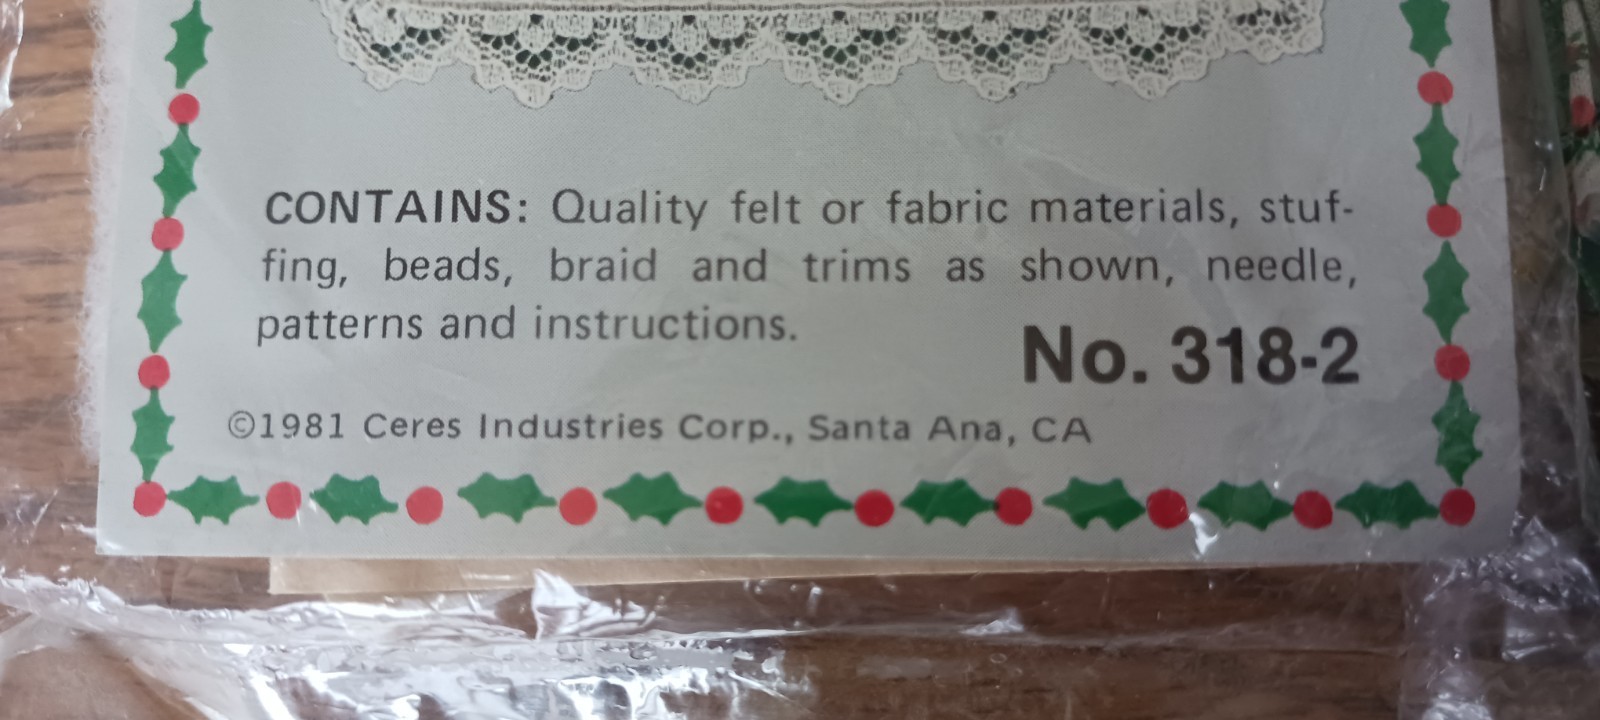 CONTAINS: Quality felt or fabric materials, stuf-
fing, beads, braid and trims as shown, needle,
patterns and instructions.
No. 318-2
©1981 Ceres Industries Corp., Santa Ana, CA